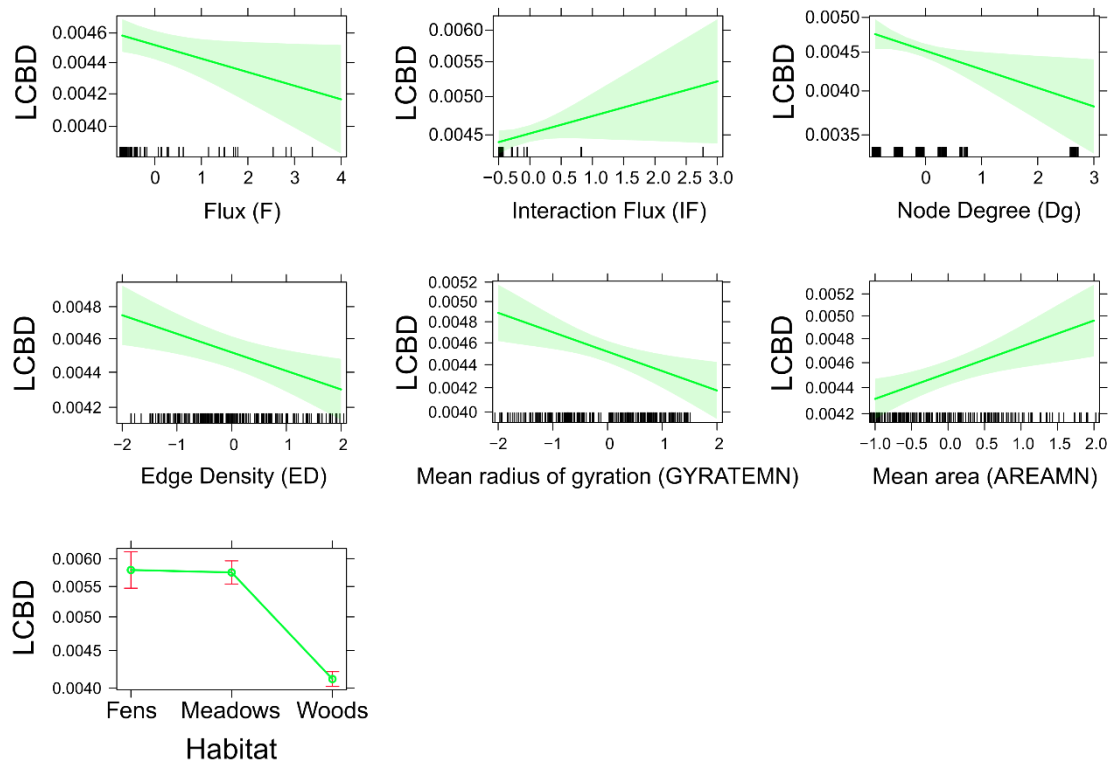 LCBD
0.0046
0.0044
0.0042
0.0040
0 1 2 3 4
Flux (F)
LCBD
0.0050
0.0045
−0.5 0.0 0.5 1.0 1.5 2.0 2.5 3.0
Interaction Flux (IF)
LCBD
0.0050
0.0045
0.0040
0.0035
0 1 2 3
Node Degree (Dg)
LCBD
0.0048
0.0046
0.0044
0.0042
−2 −1 0 1 2
Edge Density (ED)
LCBD
0.0052
0.0050
0.0048
0.0046
0.0044
0.0042
0.0040
−2 −1 0 1 2
Mean radius of gyration (GYRATEMN)
LCBD
0.0052
0.0050
0.0048
0.0046
0.0044
0.0042
−1.0 −0.5 0.0 0.5 1.0 1.5 2.0
Mean area (AREAMN)
LCBD
0.0060
0.0055
0.0050
0.0045
0.0040
Fens Meadows Woods
Habitat